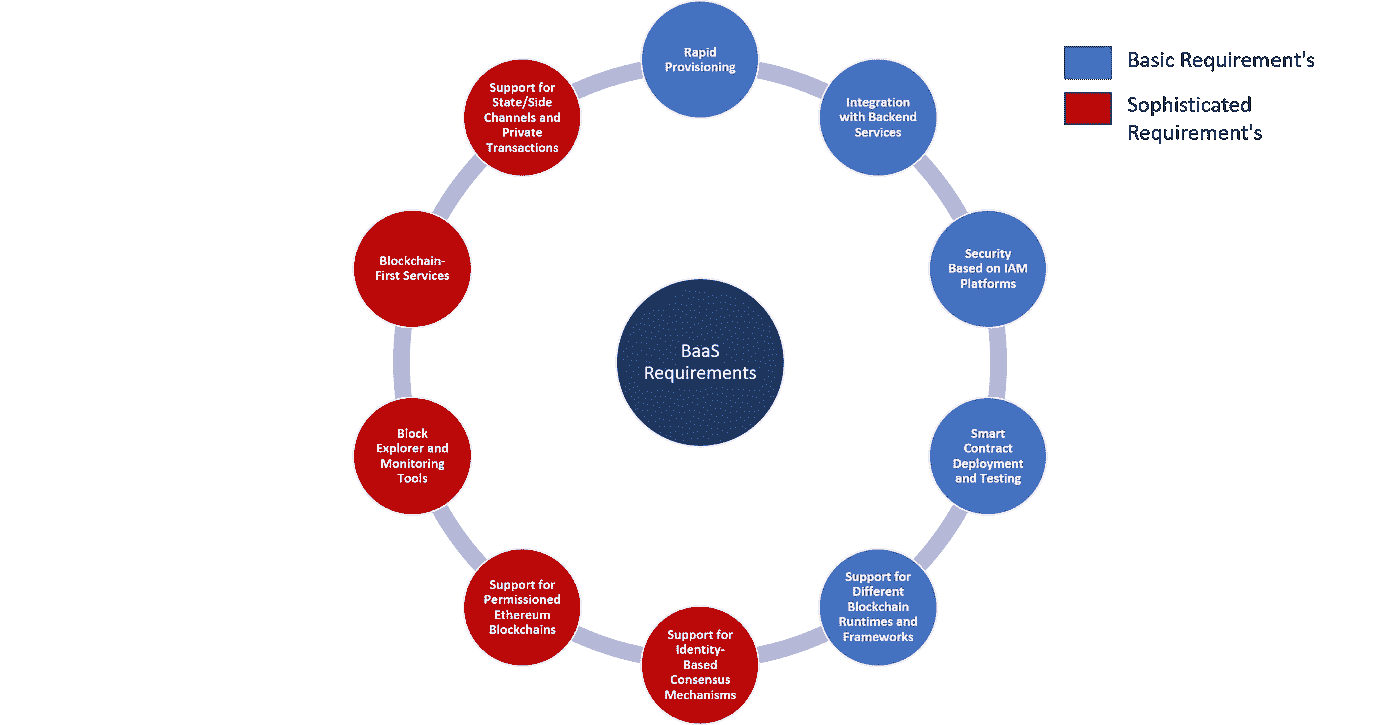 Rapid
Provisioning
Integration
with Backend
Services
Security
Based on IAM
Platforms
Smart
Contract
Deployment
and Testing
Support for
Different
Blockchain
Runtimes and
Frameworks
Support for
Identity-
Based
Consensus
Mechanisms
Support for
Permissioned
Ethereum
Blockchains
Block
Explorer and
Monitoring
Tools
Blockchain-
First Services
Support for
State/Side
Channels and
Private
Transactions
BaaS
Requirements
Basic Requirement's
Sophisticated
Requirement's